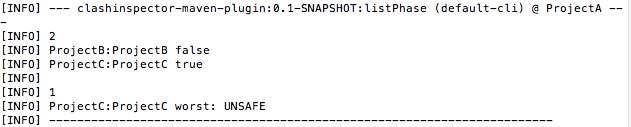 [INFO] --- clashinspector-maven-plugin:0.1-SNAPSHOT:listPhase (default-cli) @ ProjectA --
-
[INFO] 2
[INFO] ProjectB:ProjectB false
[INFO] ProjectC:ProjectC true
[INFO]
[INFO] 1
[INFO] ProjectC:ProjectC worst: UNSAFE
[INFO] ------------------------------------------------------------------------